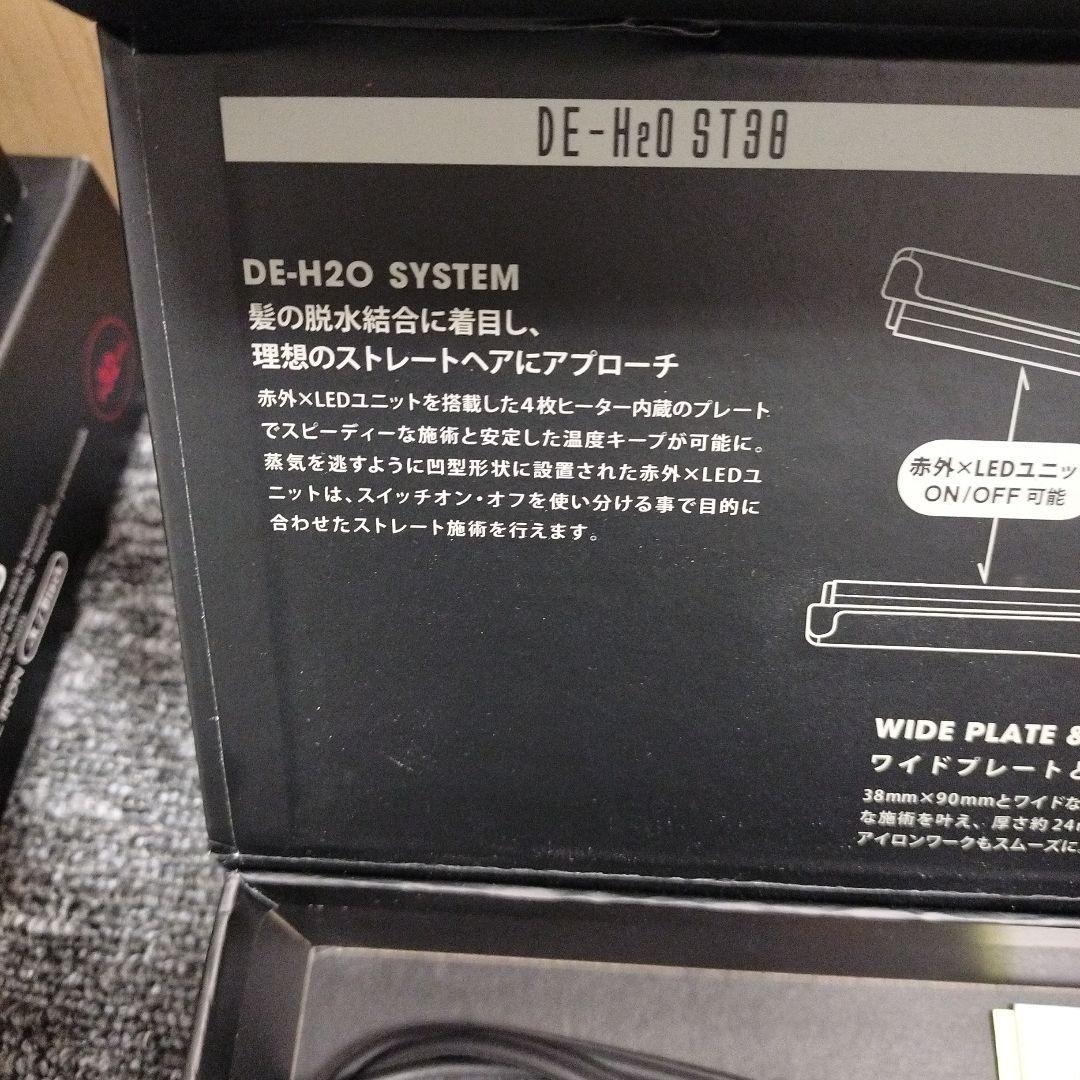 DE-H2O ST38
DE-H2O SYSTEM
髪の脱水結合に着目し、
理想のストレートヘアにアプローチ
赤外×LEDユニットを搭載した4枚ヒーター内蔵のプレート
でスピーディーな施術と安定した温度キープが可能に。
蒸気を逃すように凹型形状に設置された赤外×LEDユ
ニットは、スイッチオン・オフを使い分ける事で目的に
合わせたストレート施術を行えます。
赤外×LEDユニッ
ON/OFF 可能
WIDE PLATE &
ワイドプレートと
38mm×90mmとワイドな
な施術を叶え、厚さ約24
アイロンワークもスムーズに